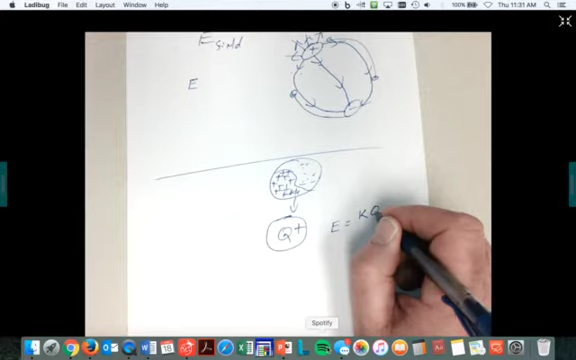 Ladibug File Edit Layout Window Help 100% Thu 11:31 AM
E field
E
Q+ E = KQ
Spotify